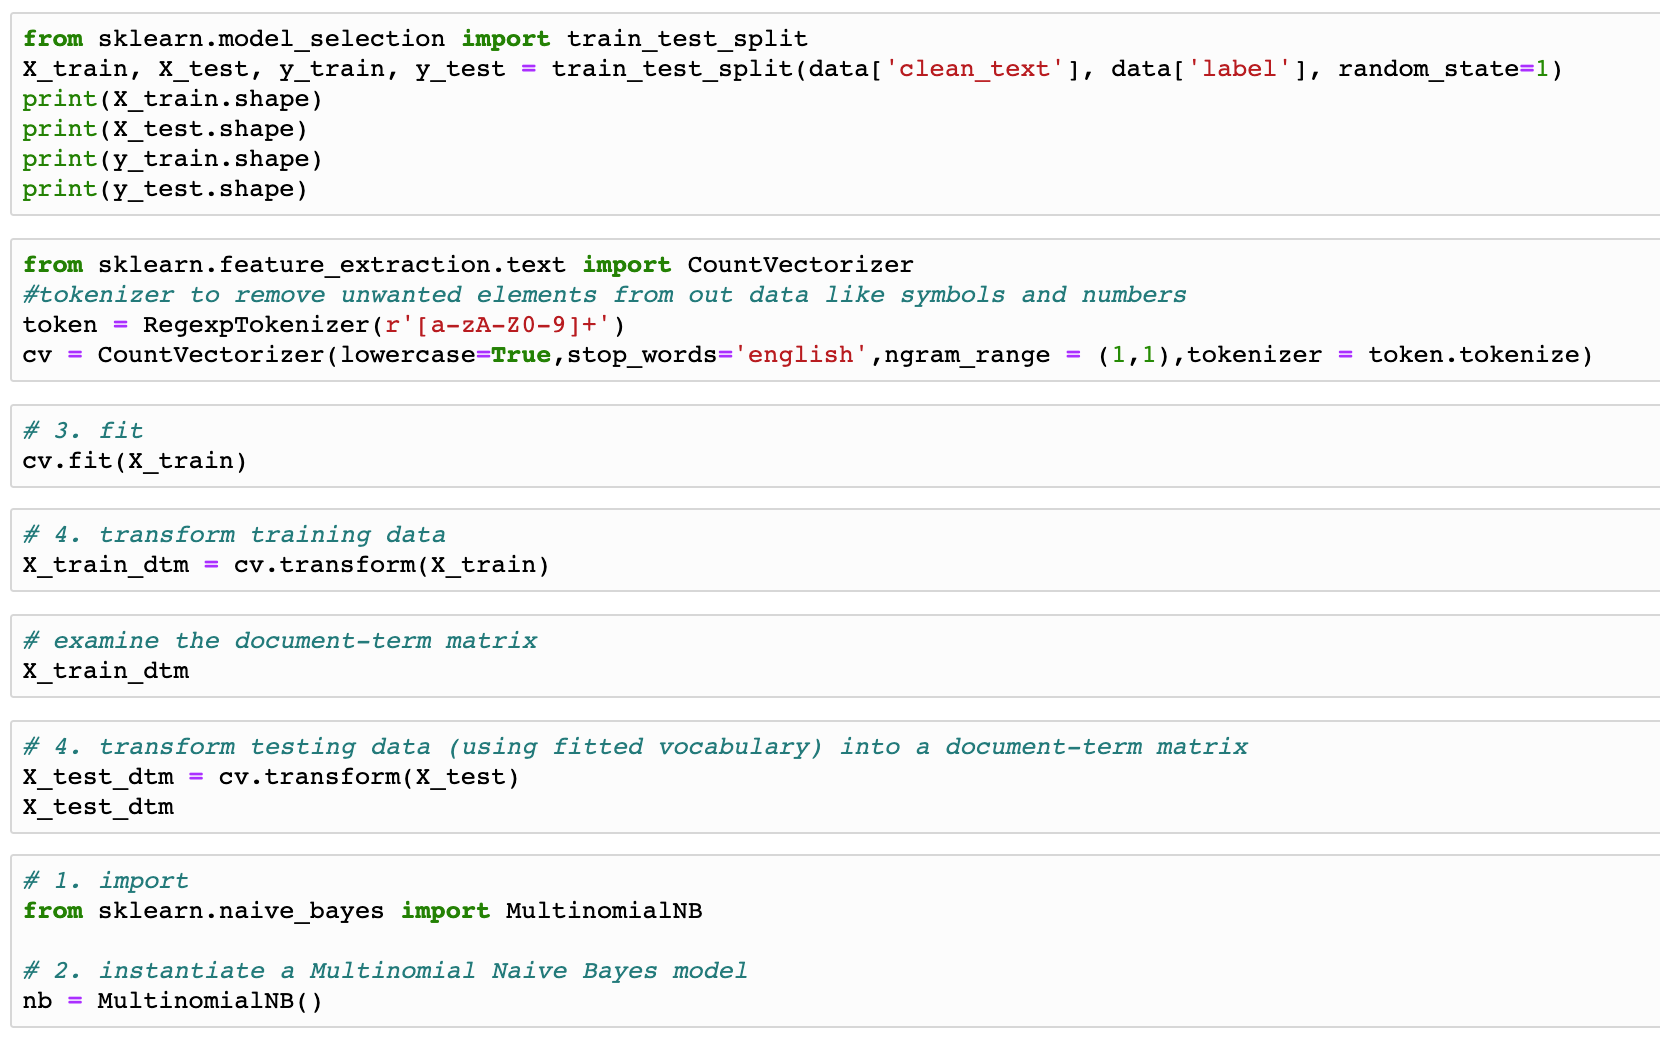 from sklearn.model_selection import train_test_split
X_train, X_test, y_train, y_test = train_test_split(data['clean_text'], data['label'], random_state=1)
print(X_train.shape)
print(X_test.shape)
print(y_train.shape)
print(y_test.shape)
from sklearn.feature_extraction.text import CountVectorizer
#tokenizer to remove unwanted elements from out data like symbols and numbers
token = RegexpTokenizer(r'[a-zA-Z0-9]+')
cv = CountVectorizer(lowercase=True,stop_words='english',ngram_range = (1,1),tokenizer = token.tokenize)
# 3. fit
cv.fit(X_train)
# 4. transform training data
X_train_dtm = cv.transform(X_train)
# examine the document-term matrix
X_train_dtm
# 4. transform testing data (using fitted vocabulary) into a document-term matrix
X_test_dtm = cv.transform(X_test)
X_test_dtm
# 1. import
from sklearn.naive_bayes import MultinomialNB
# 2. instantiate a Multinomial Naive Bayes model
nb = MultinomialNB()